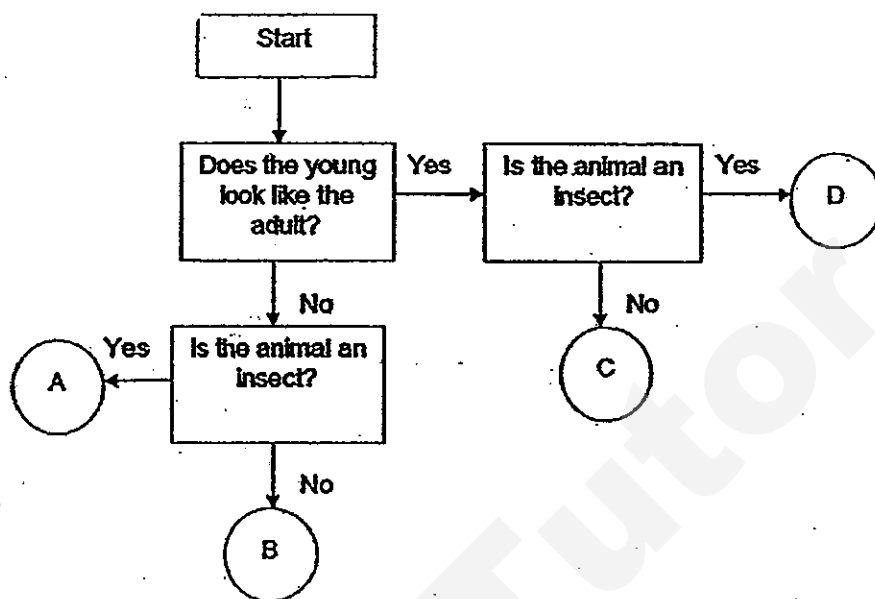 Start
Does the young
look like the
adult?
Yes
Is the animal an
insect?
Yes
D
No
No
Yes
Is the animal an
insect?
A
C
No
B
Tutor